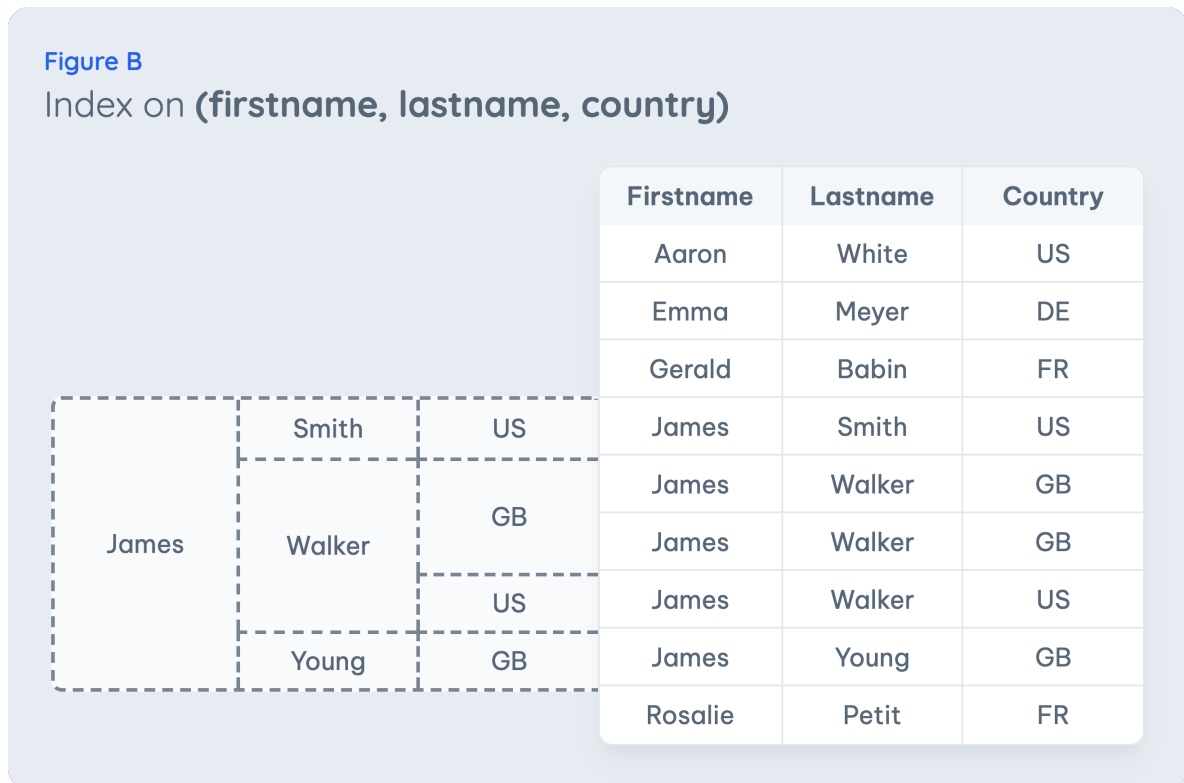 Figure B
Index on (firstname, lastname, country)
Firstname Lastname Country
Aaron White US
Emma Meyer DE
Gerald Babin FR
Smith US James Smith US
GB James Walker GB
James Walker James Walker GB
US James Walker US
Young GB James Young GB
Rosalie Petit FR